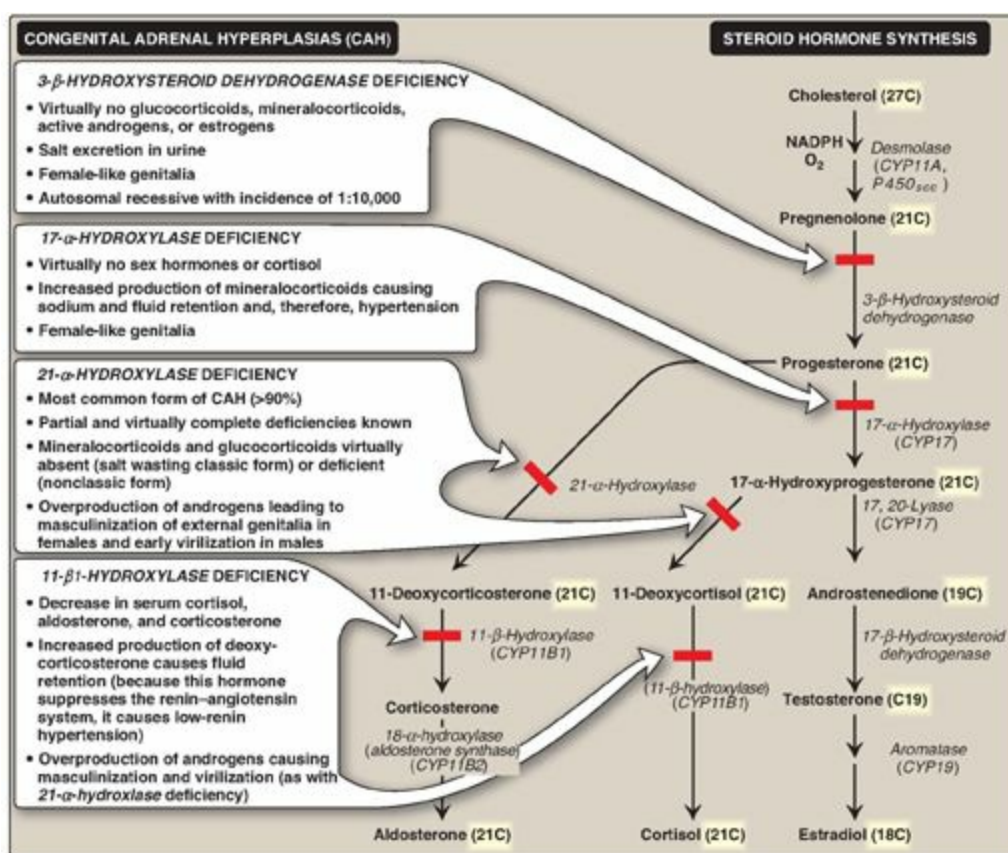 CONGENITAL ADRENAL HYPERPLASIAS (CAH)
3-β-HYDROXYSTEROID DEHYDROGENASE DEFICIENCY
• Virtually no glucocorticoids, mineralocorticoids,
active androgens, or estrogens
• Salt excretion in urine
• Female-like genitalia
• Autosomal recessive with incidence of 1:10,000
17-α-HYDROXYLASE DEFICIENCY
• Virtually no sex hormones or cortisol
• Increased production of mineralocorticoids causing
sodium and fluid retention and, therefore, hypertension
• Female-like genitalia
21-α-HYDROXYLASE DEFICIENCY
• Most common form of CAH (>90%)
• Partial and virtually complete deficiencies known
• Mineralocorticoids and glucocorticoids virtually
absent (salt wasting classic form) or deficient
(nonclassic form)
• Overproduction of androgens leading to
masculinization of external genitalia in
females and early virilization in males
11-β1-HYDROXYLASE DEFICIENCY
• Decrease in serum cortisol,
aldosterone, and corticosterone
• Increased production of deoxy-
corticosterone causes fluid
retention (because this hormone
suppresses the renin–angiotensin
system, it causes low-renin
hypertension)
• Overproduction of androgens causing
masculinization and virilization (as with
21-α-hydroxlase deficiency)
STEROID HORMONE SYNTHESIS
Cholesterol (27C)
NADPH
O2
Desmolase
(CYP11A,
P450scc)
Pregnenolone (21C)
3-β-Hydroxysteroid
dehydrogenase
Progesterone (21C)
17-α-Hydroxylase
(CYP17)
21-α-Hydroxylase
17-α-Hydroxyprogesterone (21C)
17, 20-Lyase
(CYP17)
11-Deoxycorticosterone (21C)
11-Deoxycortisol (21C)
Androstenedione (19C)
11-β-Hydroxylase
(CYP11B1)
(11-β-hydroxylase)
(CYP11B1)
17-β-Hydroxysteroid
dehydrogenase
Corticosterone
Testosterone (C19)
18-α-hydroxylase
(aldosterone synthase)
(CYP11B2)
Aromatase
(CYP19)
Aldosterone (21C)
Cortisol (21C)
Estradiol (18C)